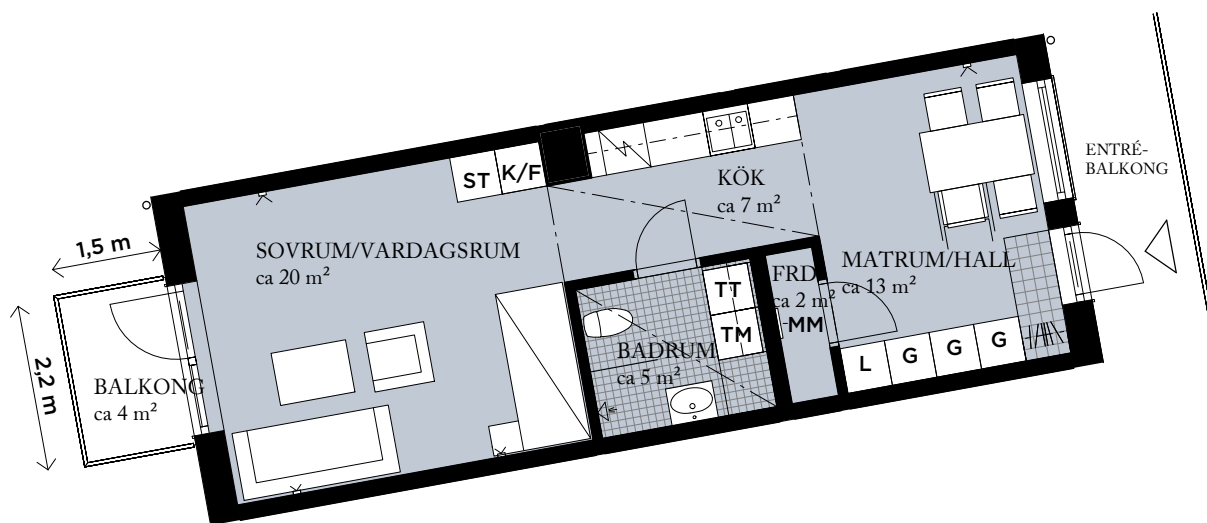 ENTRÉ-
BALKONG
ST
K/F
KÖK
ca 7 m²
1,5 m
SOVRUM/VARDAGSRUM
ca 20 m²
MATRUM/HALL
ca 13 m²
TT
FRD
ca 2 m²
MM
TM
BADRUM
ca 5 m²
L
G
G
G
2,2 m
BALKONG
ca 4 m²